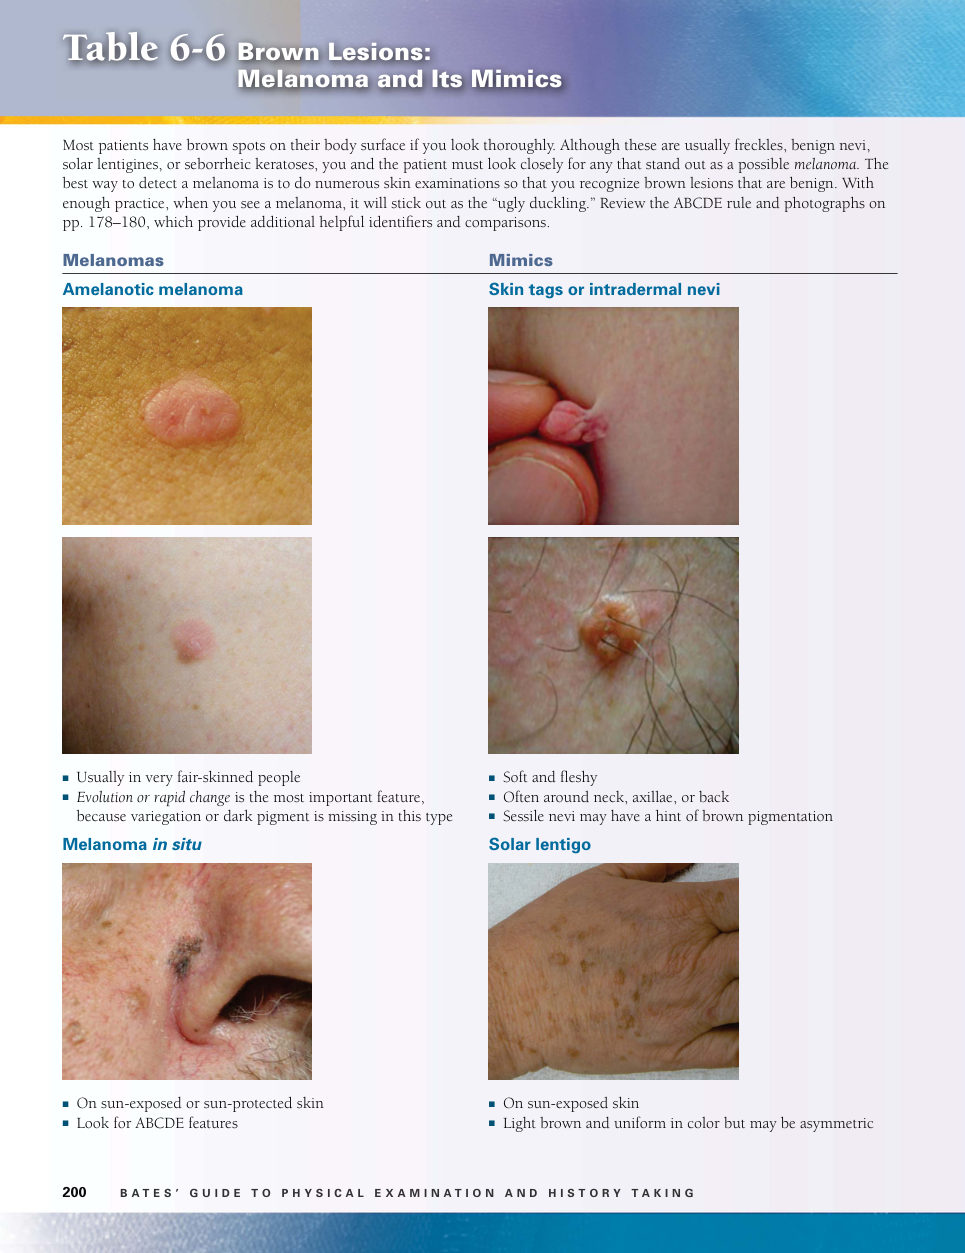 Table 6-6 Brown Lesions:
Melanoma and Its Mimics
Most patients have brown spots on their body surface if you look thoroughly. Although these are usually freckles, benign nevi,
solar lentigines, or seborrheic keratoses, you and the patient must look closely for any that stand out as a possible melanoma. The
best way to detect a melanoma is to do numerous skin examinations so that you recognize brown lesions that are benign. With
enough practice, when you see a melanoma, it will stick out as the “ugly duckling.” Review the ABCDE rule and photographs on
pp. 178–180, which provide additional helpful identifiers and comparisons.
Melanomas
Mimics
Amelanotic melanoma
Skin tags or intradermal nevi
■ Usually in very fair-skinned people
■ Evolution or rapid change is the most important feature,
because variegation or dark pigment is missing in this type
■ Soft and fleshy
■ Often around neck, axillae, or back
■ Sessile nevi may have a hint of brown pigmentation
Melanoma in situ
Solar lentigo
■ On sun-exposed or sun-protected skin
■ Look for ABCDE features
■ On sun-exposed skin
■ Light brown and uniform in color but may be asymmetric
200 BATES’ GUIDE TO PHYSICAL EXAMINATION AND HISTORY TAKING